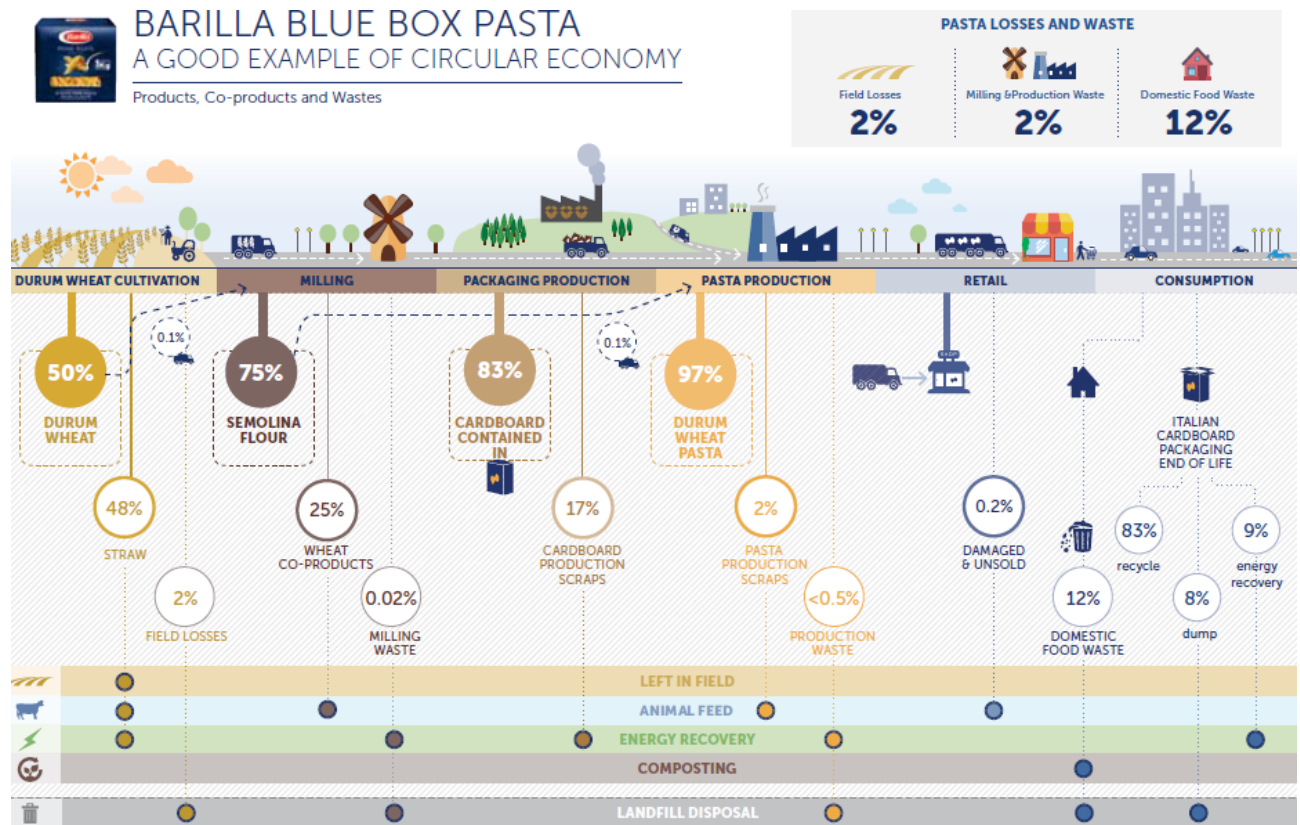 BARILLA BLUE BOX PASTA
A GOOD EXAMPLE OF CIRCULAR ECONOMY
Products, Co-products and Wastes
Barilla
PASTA LOSSES AND WASTE
Field Losses
2%
Milling &Production Waste
2%
Domestic Food Waste
12%
DURUM WHEAT CULTIVATION
MILLING
PACKAGING PRODUCTION
PASTA PRODUCTION
RETAIL
CONSUMPTION
0.1%
0.1%
50%
DURUM
WHEAT
75%
SEMOLINA
FLOUR
83%
CARDBOARD
CONTAINED
IN
97%
DURUM
WHEAT
PASTA
SHOP
ITALIAN
CARDBOARD
PACKAGING
END OF LIFE
48%
STRAW
2%
FIELD LOSSES
25%
WHEAT
CO-PRODUCTS
0.02%
MILLING
WASTE
17%
CARDBOARD
PRODUCTION
SCRAPS
2%
PASTA
PRODUCTION
SCRAPS
<0.5%
PRODUCTION
WASTE
0.2%
DAMAGED
& UNSOLD
12%
DOMESTIC
FOOD WASTE
83%
recycle
8%
dump
9%
energy
recovery
LEFT IN FIELD
ANIMAL FEED
ENERGY RECOVERY
COMPOSTING
LANDFILL DISPOSAL